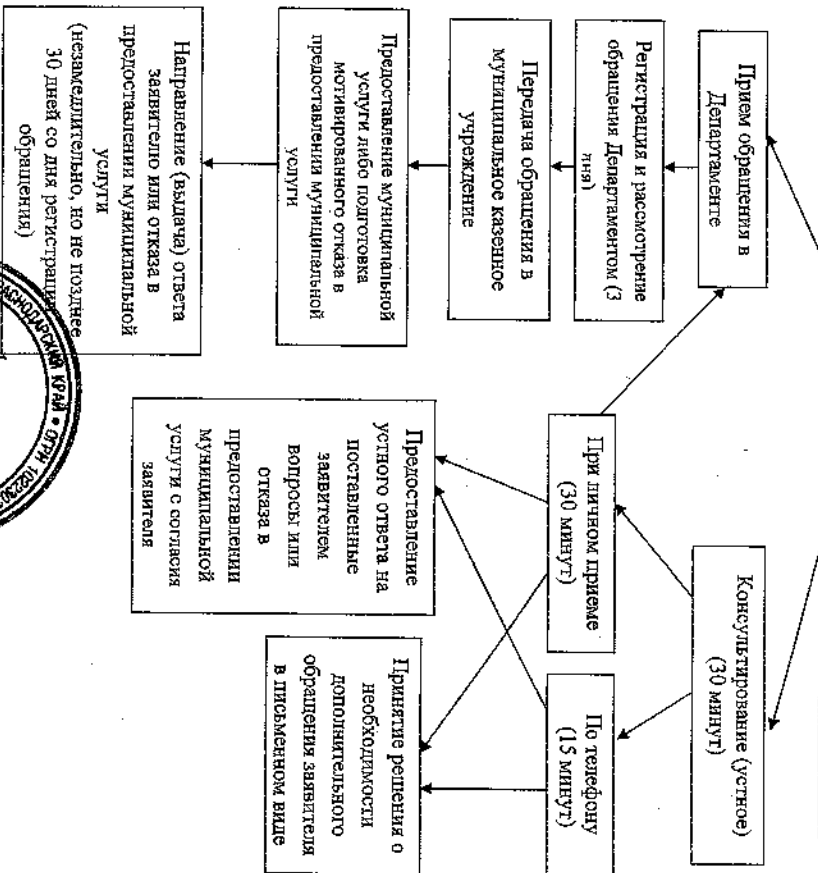 Прием обращения в
Департаменте
Регистрация и рассмотрение
обращения Департаментом (3
дня)
Передача обращения в
муниципальное казенное
учреждение
Предоставление муниципальной
услуги либо подготовка
мотивированного отказа в
предоставлении муниципальной
услуги
Направление (выдача) ответа
заявителю или отказа в
предоставлении муниципальной
услуги
(незамедлительно, но не позднее
30 дней со дня регистрации
обращения)
Консультирование (устное)
(30 минут)
При личном приеме
(30 минут)
По телефону
(15 минут)
Предоставление
устного ответа на
поставленные
заявителем
вопросы или
отказа в
предоставлении
муниципальной
услуги с согласия
заявителя
Принятие решения о
необходимости
дополнительного
обращения заявителя
в письменном виде
КРАЙ • ОГРН